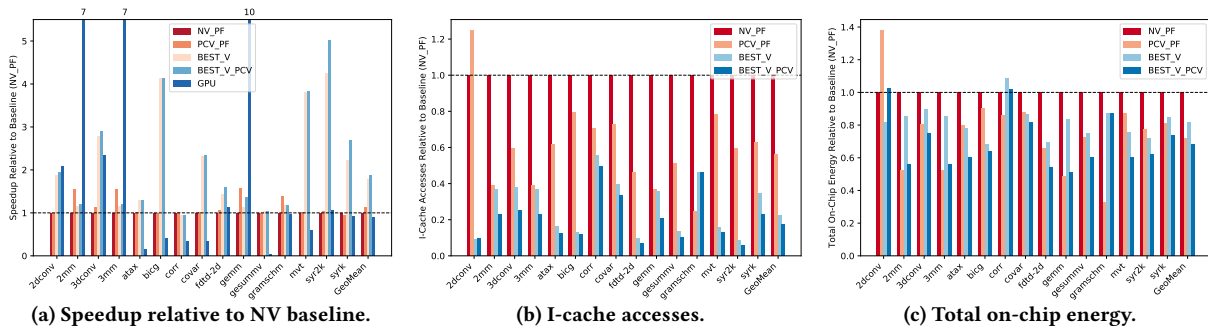 7 7 10
5
4
3
2
1
0
Speedup Relative to Baseline (NV_PF)
NV_PF
PCV_PF
BEST_V
BEST_V_PCV
GPU
2dconv 2mm 3dconv 3mm atax bicg corr covar fdtd-2d gemm gesummv gramschm mvt syr2k syrk GeoMean
(a) Speedup relative to NV baseline.
1.2
1.0
0.8
0.6
0.4
0.2
0.0
I-Cache Accesses Relative to Baseline (NV_PF)
NV_PF
PCV_PF
BEST_V
BEST_V_PCV
2dconv 2mm 3dconv 3mm atax bicg corr covar fdtd-2d gemm gesummv gramschm mvt syr2k syrk GeoMean
(b) I-cache accesses.
1.4
1.2
1.0
0.8
0.6
0.4
0.2
0.0
Total On-Chip Energy Relative to Baseline (NV_PF)
NV_PF
PCV_PF
BEST_V
BEST_V_PCV
2dconv 2mm 3dconv 3mm atax bicg corr covar fdtd-2d gemm gesummv gramschm mvt syr2k syrk GeoMean
(c) Total on-chip energy.